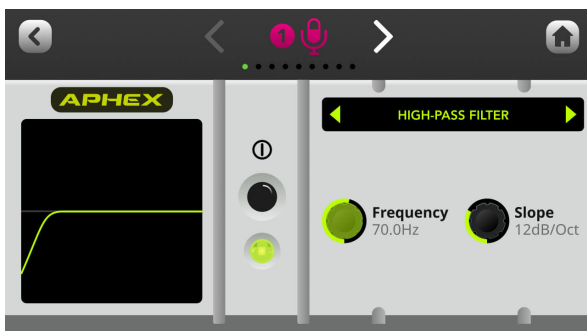 1
APHEX
HIGH-PASS FILTER
Frequency
70.0Hz
Slope
12dB/Oct